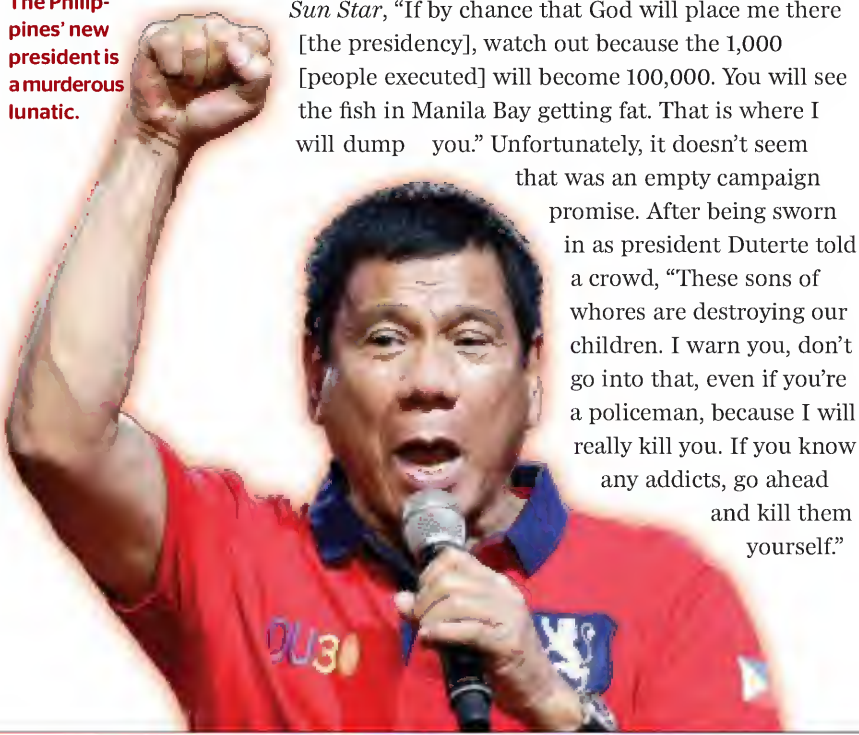 The Philip-
pines’ new
president is
a murderous
lunatic.
Sun Star, “If by chance that God will place me there
[the presidency], watch out because the 1,000
[people executed] will become 100,000. You will see
the fish in Manila Bay getting fat. That is where I
will dump you.” Unfortunately, it doesn’t seem
that was an empty campaign
promise. After being sworn
in as president Duterte told
a crowd, “These sons of
whores are destroying our
children. I warn you, don’t
go into that, even if you’re
a policeman, because I will
really kill you. If you know
any addicts, go ahead
and kill them
yourself.”
DU30